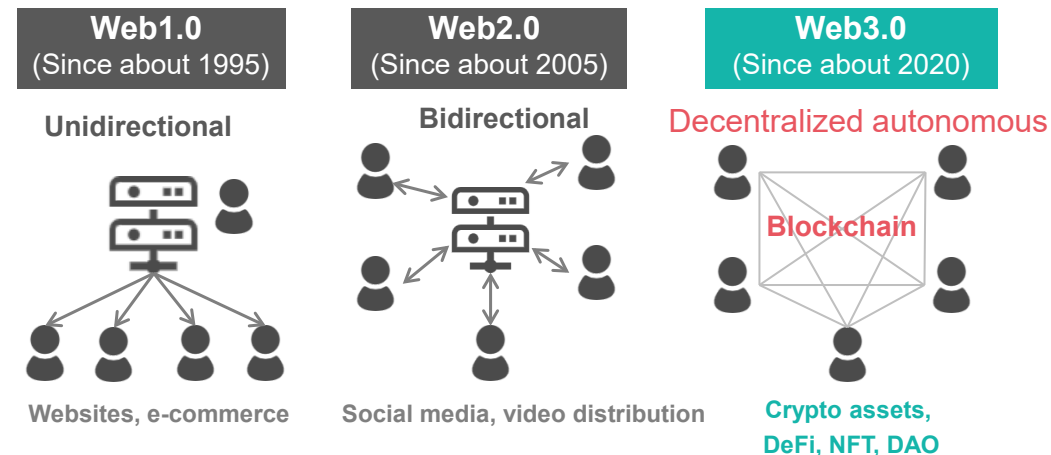 Web1.0
(Since about 1995)
Unidirectional
Websites, e-commerce
Web2.0
(Since about 2005)
Bidirectional
Social media, video distribution
Web3.0
(Since about 2020)
Decentralized autonomous
Blockchain
Crypto assets,
DeFi, NFT, DAO